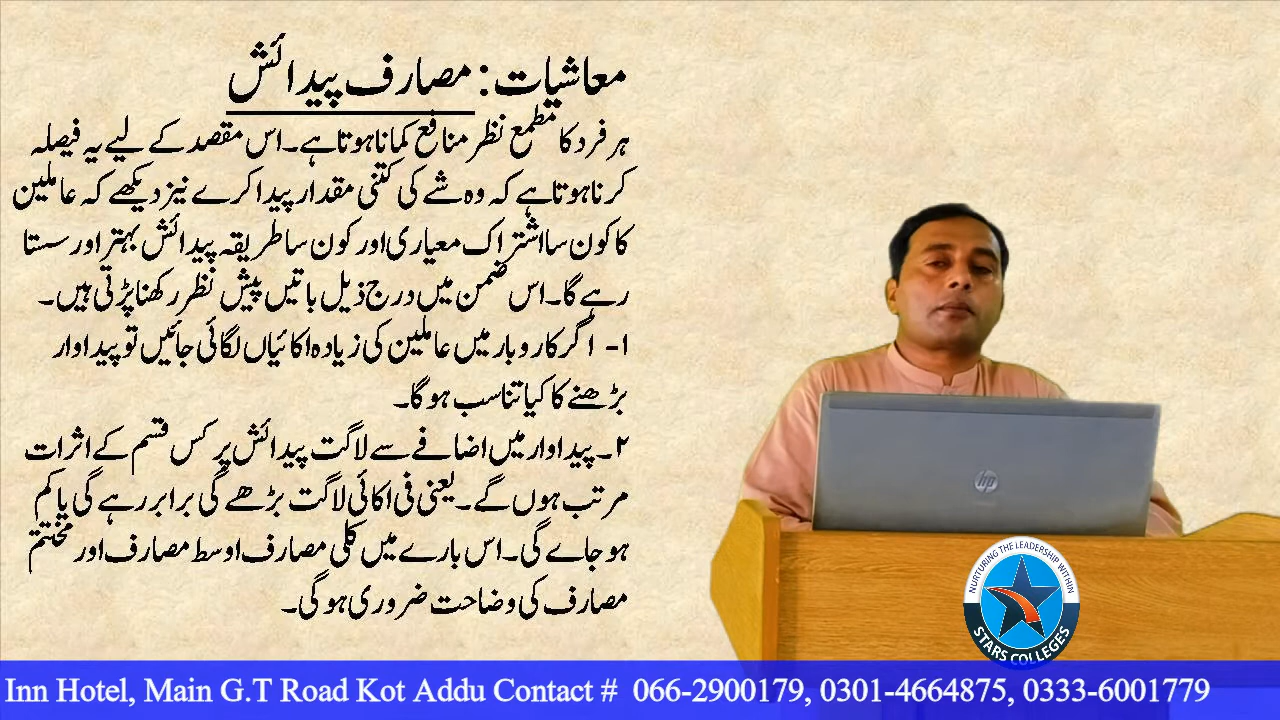 معاشیات: مصارف پیدائش
ہر فرد کا مطمع نظر منافع کمانا ہوتا ہے۔ اس مقصد کے لیے یہ فیصلہ
کرنا ہوتا ہے کہ وہ شے کی کتنی مقدار پیدا کرے نیز دیکھے کہ عاملین
کا کون سا اشتراک معیاری اور کون سا طریقہ پیدائش بہتر اور سستا
رہے گا۔ اس ضمن میں درج ذیل باتیں پیش نظر رکھنا پڑتی ہیں۔
۱- اگر کاروبار میں عاملین کی زیادہ اکائیاں لگائی جائیں تو پیداوار
بڑھنے کا کیا تناسب ہو گا۔
۲۔ پیداوار میں اضافے سے لاگت پیدائش پر کس قسم کے اثرات
مرتب ہوں گے۔ یعنی فی اکائی لاگت بڑھے گی برابر رہے گی یا کم
ہو جاے گی۔ اس بارے میں کلی مصارف اوسط مصارف اور مختتم
مصارف کی وضاحت ضروری ہو گی۔
hp
NURTURING THE LEADERSHIP WITHIN
STARS COLLEGES
Inn Hotel, Main G.T Road Kot Addu Contact # 066-2900179, 0301-4664875, 0333-6001779